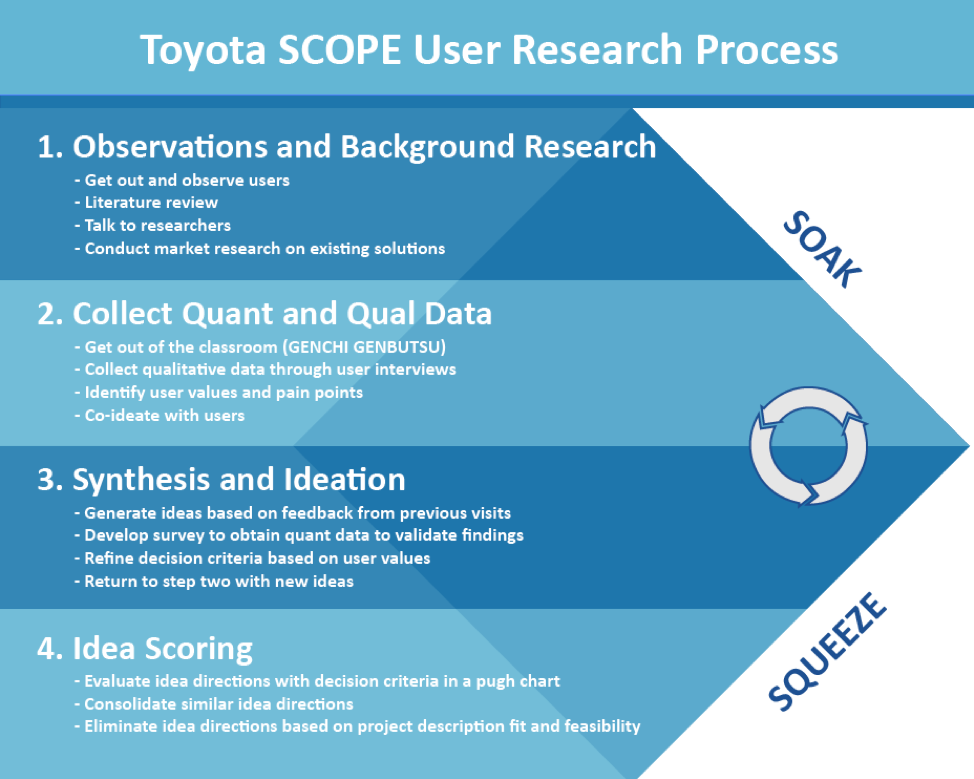 Toyota SCOPE User Research Process
1. Observations and Background Research
- Get out and observe users
- Literature review
- Talk to researchers
- Conduct market research on existing solutions
SOAK
2. Collect Quant and Qual Data
- Get out of the classroom (GENCHI GENBUTSU)
- Collect qualitative data through user interviews
- Identify user values and pain points
- Co-ideate with users
3. Synthesis and Ideation
- Generate ideas based on feedback from previous visits
- Develop survey to obtain quant data to validate findings
- Refine decision criteria based on user values
- Return to step two with new ideas
SQUEEZE
4. Idea Scoring
- Evaluate idea directions with decision criteria in a pugh chart
- Consolidate similar idea directions
- Eliminate idea directions based on project description fit and feasibility